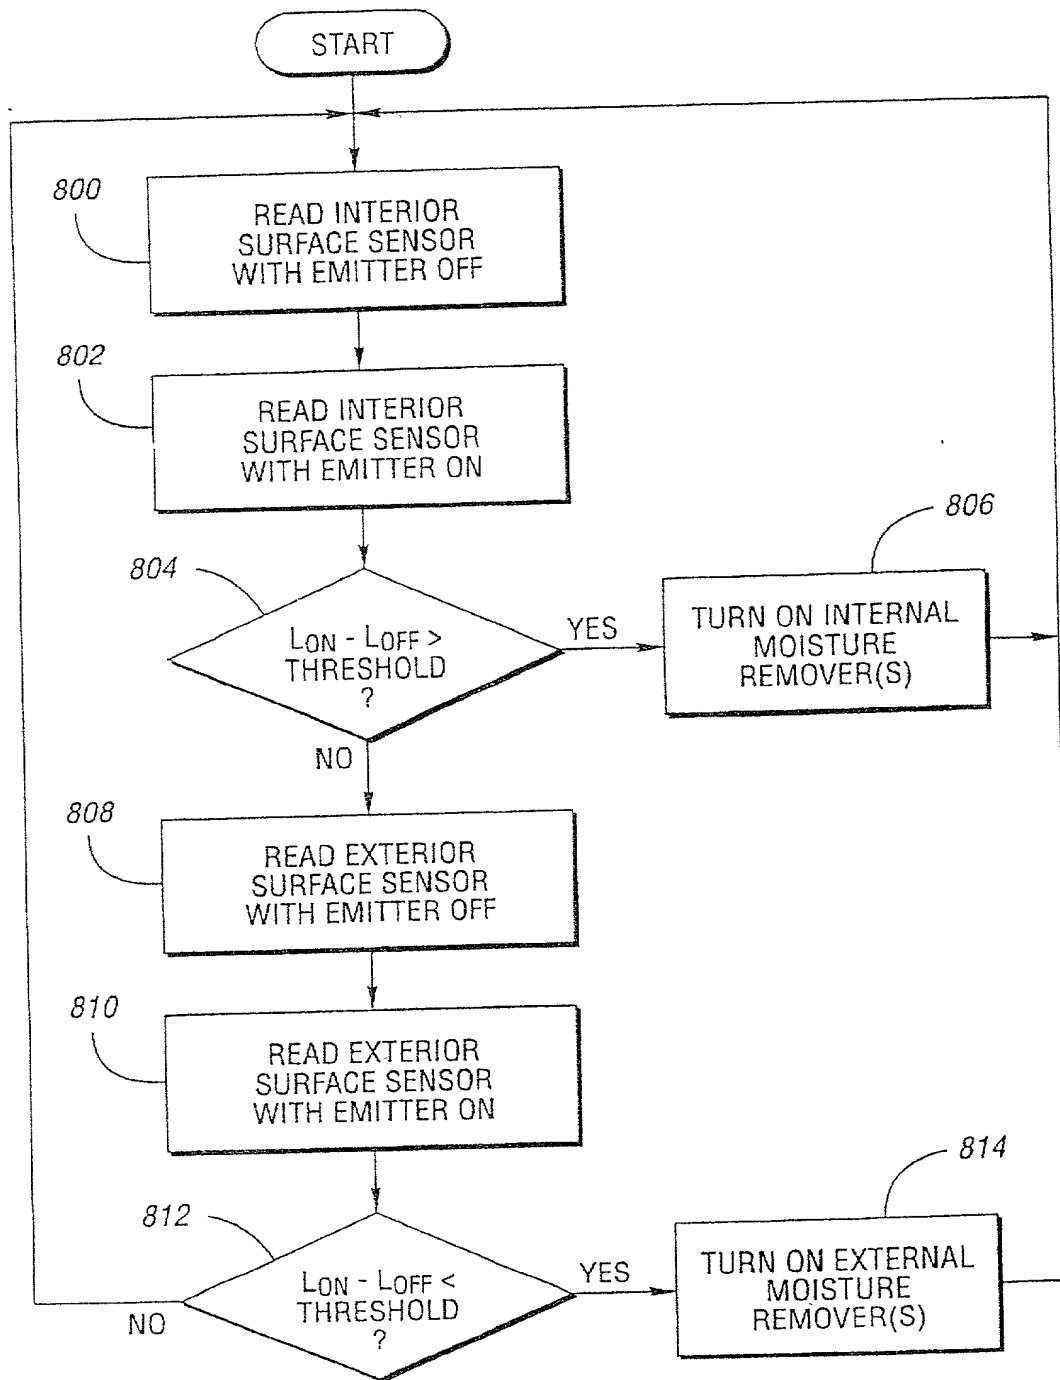 START
800
READ INTERIOR
SURFACE SENSOR
WITH EMITTER OFF
802
READ INTERIOR
SURFACE SENSOR
WITH EMITTER ON
804
LON - LOFF >
THRESHOLD
?
YES
806
TURN ON INTERNAL
MOISTURE
REMOVER(S)
NO
808
READ EXTERIOR
SURFACE SENSOR
WITH EMITTER OFF
810
READ EXTERIOR
SURFACE SENSOR
WITH EMITTER ON
812
LON - LOFF <
THRESHOLD
?
YES
814
TURN ON EXTERNAL
MOISTURE
REMOVER(S)
NO